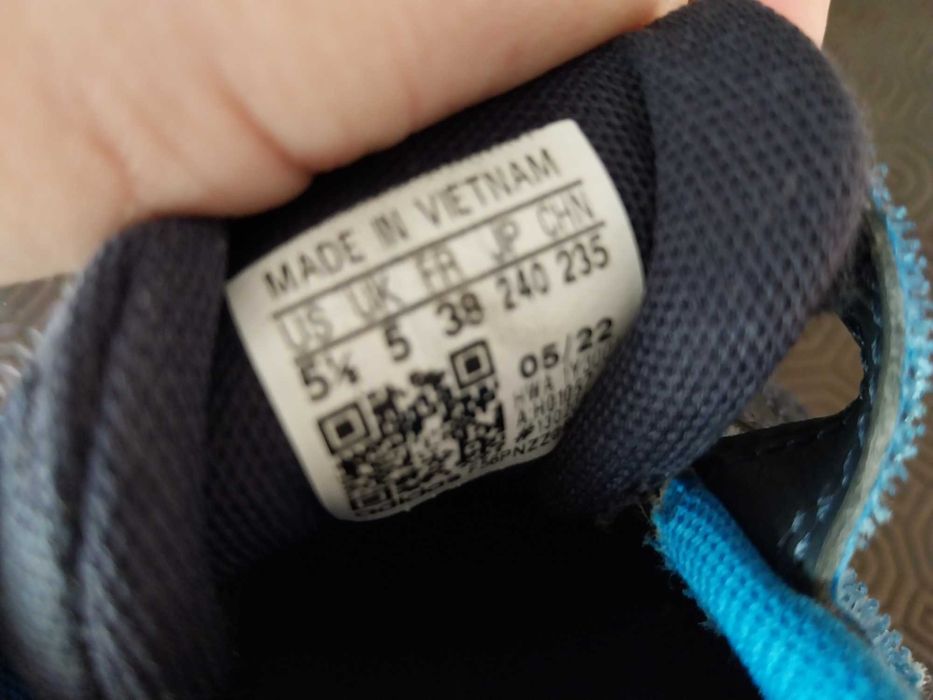 MADE IN VIETNAM
US UK FR JP CHN
5½ 5 38 240 235
05/22